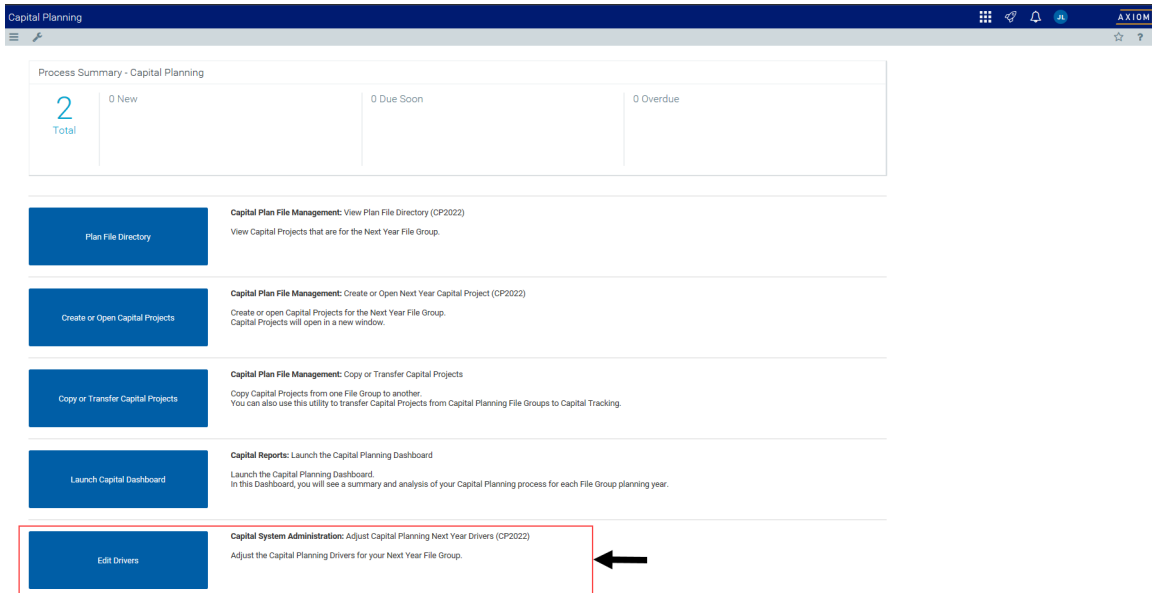 Capital Planning
JL
AXIOM
?
Process Summary - Capital Planning
2
Total
0 New
0 Due Soon
0 Overdue
Plan File Directory
Capital Plan File Management: View Plan File Directory (CP2022)
View Capital Projects that are for the Next Year File Group.
Create or Open Capital Projects
Capital Plan File Management: Create or Open Next Year Capital Project (CP2022)
Create or open Capital Projects for the Next Year File Group.
Capital Projects will open in a new window.
Copy or Transfer Capital Projects
Capital Plan File Management: Copy or Transfer Capital Projects
Copy Capital Projects from one File Group to another.
You can also use this utility to transfer Capital Projects from Capital Planning File Groups to Capital Tracking.
Launch Capital Dashboard
Capital Reports: Launch the Capital Planning Dashboard
Launch the Capital Planning Dashboard.
In this Dashboard, you will see a summary and analysis of your Capital Planning process for each File Group planning year.
Edit Drivers
Capital System Administration: Adjust Capital Planning Next Year Drivers (CP2022)
Adjust the Capital Planning Drivers for your Next Year File Group.